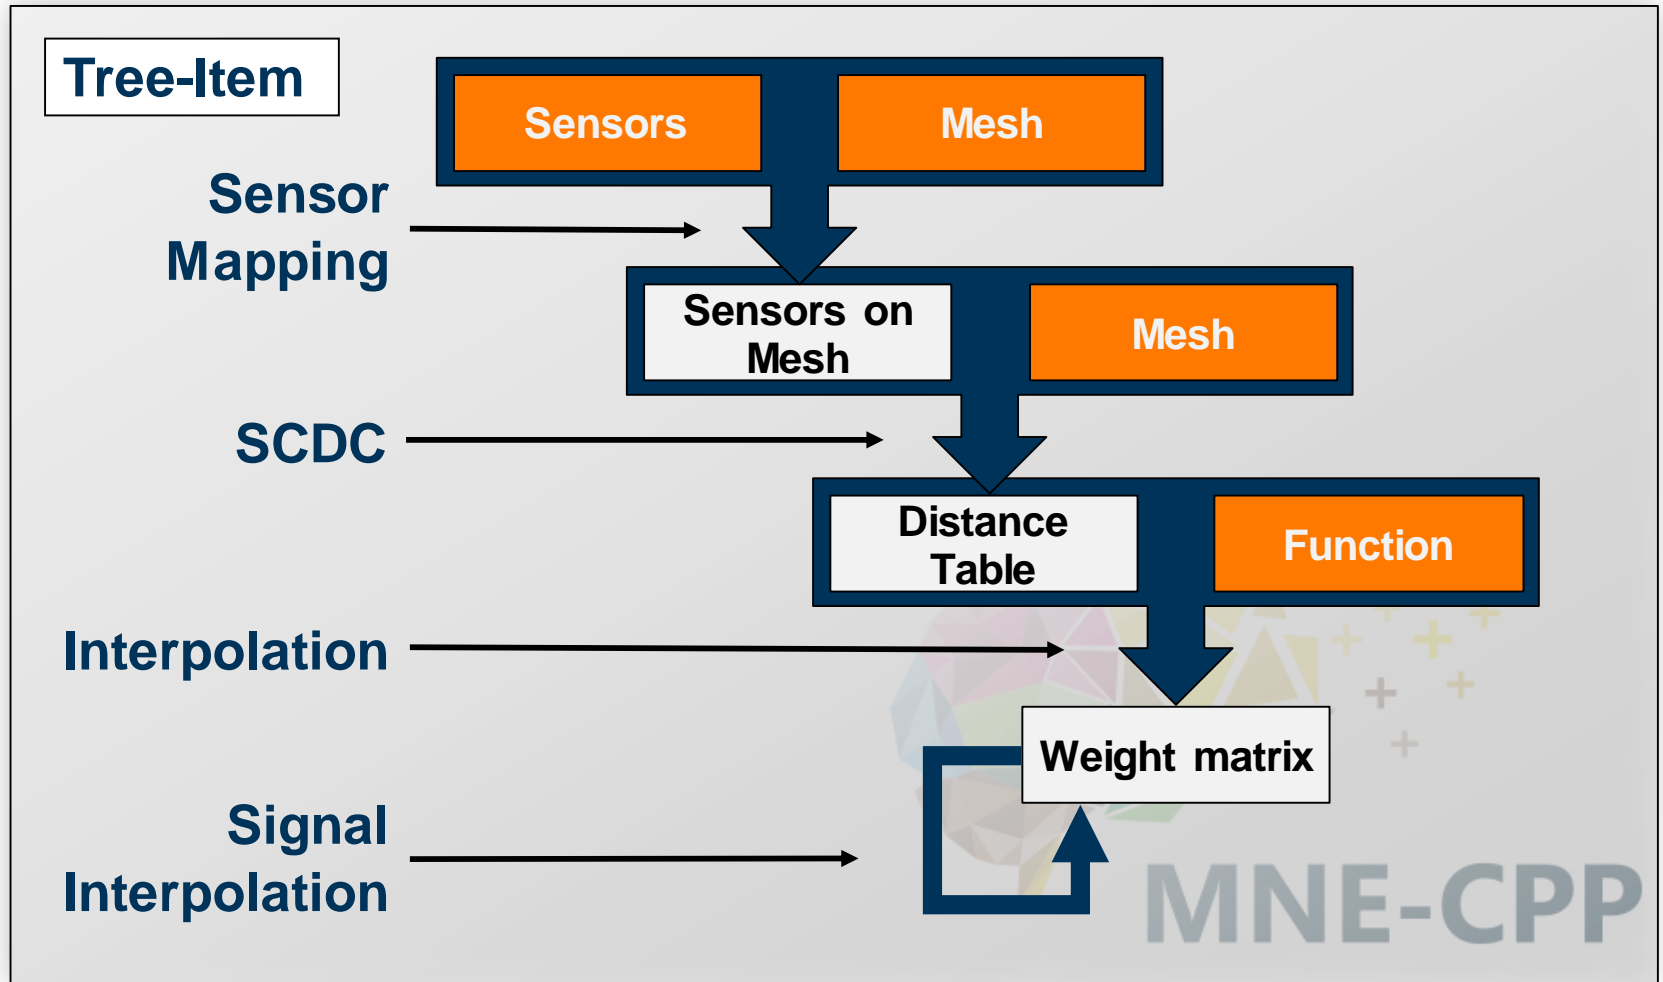 Tree-Item
Sensors
Mesh
Sensor
Mapping
Sensors on
Mesh
Mesh
SCDC
Distance
Table
Function
Interpolation
Weight matrix
Signal
Interpolation
MNE-CPP